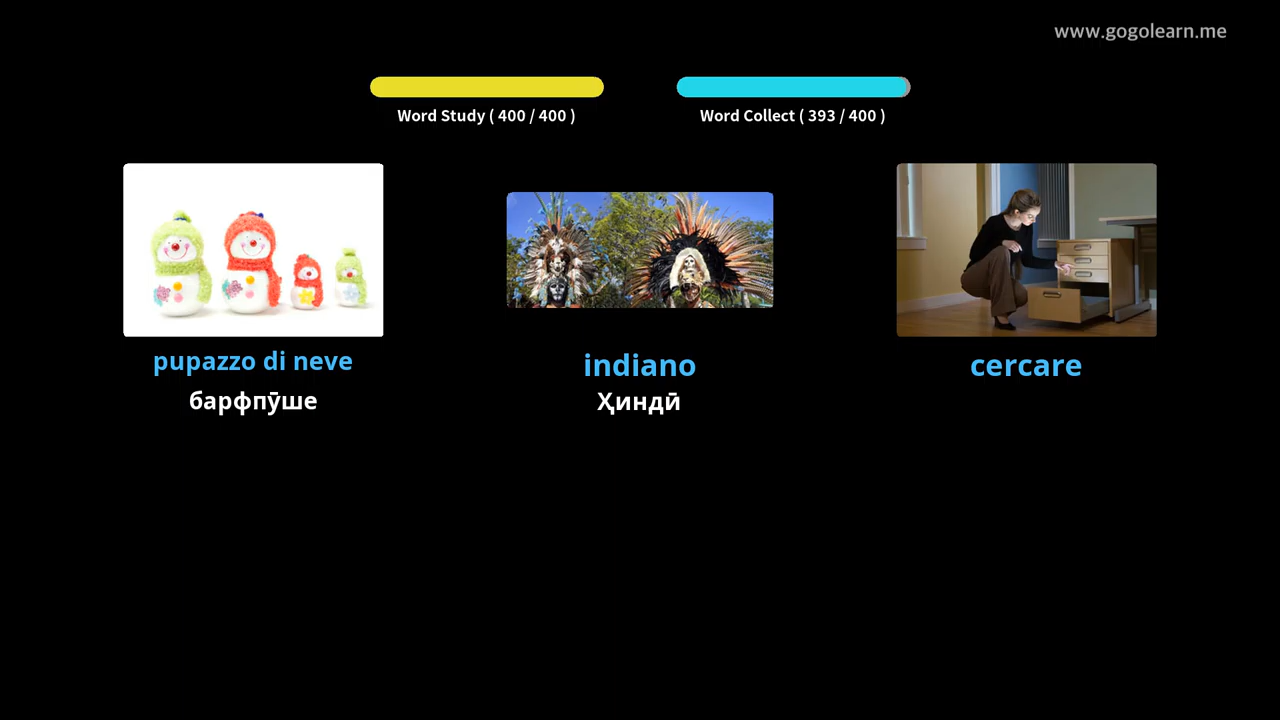 www.gogolearn.me
Word Study ( 400 / 400 )
Word Collect ( 393 / 400 )
pupazzo di neve
indiano
cercare
барфпӯше
Ҳиндӣ